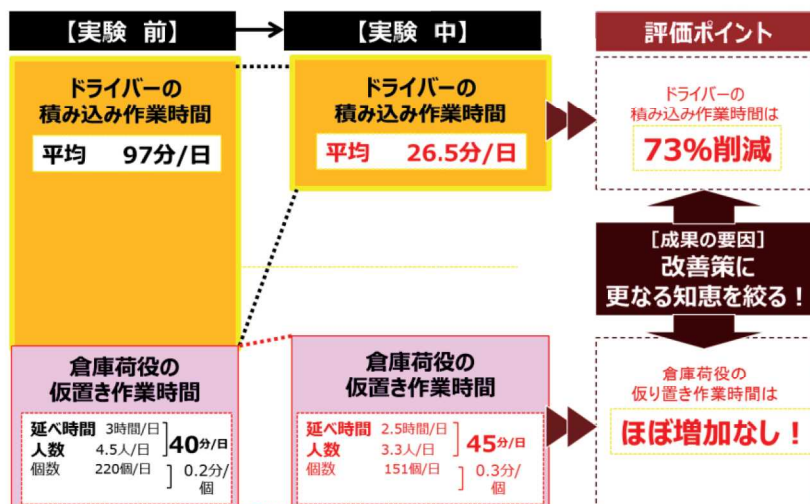 【実験 前】
【実験 中】
評価ポイント
ドライバーの
積み込み作業時間
平均 97分/日
ドライバーの
積み込み作業時間
平均 26.5分/日
ドライバーの
積み込み作業時間は
73%削減
[成果の要因]
改善策に
更なる知恵を絞る！
倉庫荷役の
仮置き作業時間
延べ時間 3時間/日
人数 4.5人/日
40分/日
個数 220個/日
0.2分/
個
倉庫荷役の
仮置き作業時間
延べ時間 2.5時間/日
人数 3.3人/日
45分/日
個数 151個/日
0.3分/
個
倉庫荷役の
仮り置き作業時間は
ほぼ増加なし！